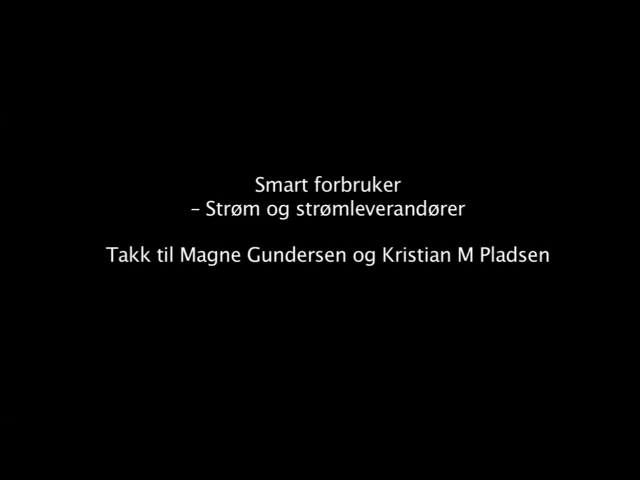 Smart forbruker
– Strøm og strømleverandører
Takk til Magne Gundersen og Kristian M Pladsen